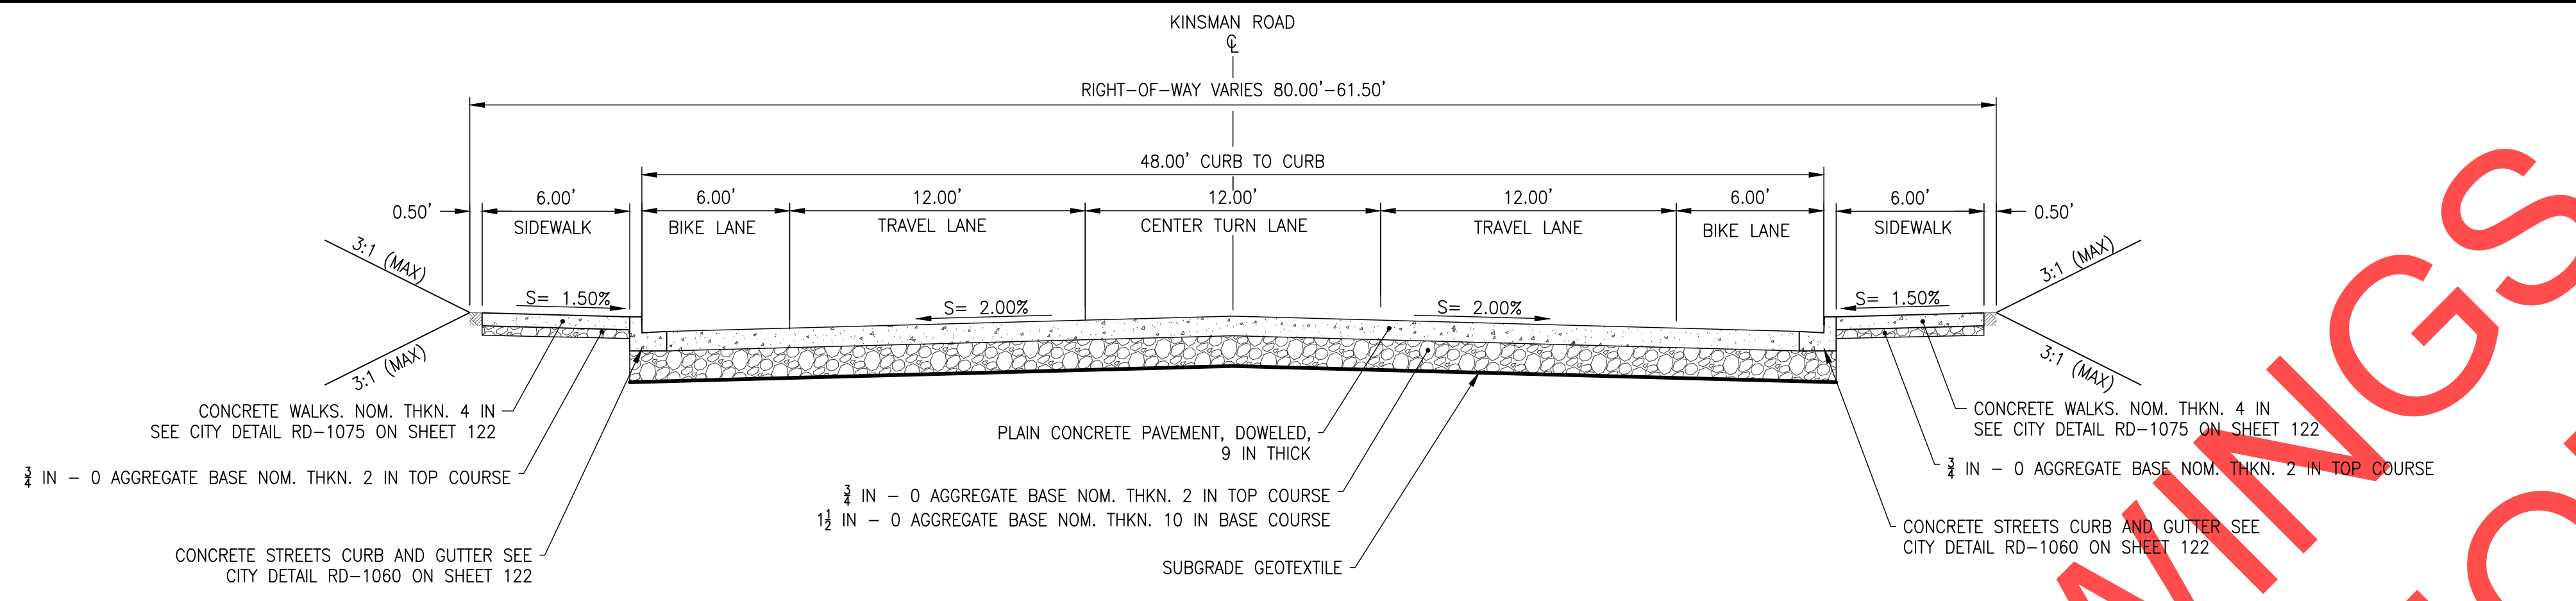 KINSMAN ROAD
℄
RIGHT-OF-WAY VARIES 80.00'-61.50'
48.00' CURB TO CURB
0.50'
6.00'
6.00'
12.00'
12.00'
12.00'
6.00'
6.00'
0.50'
SIDEWALK
BIKE LANE
TRAVEL LANE
CENTER TURN LANE
TRAVEL LANE
BIKE LANE
SIDEWALK
3:1 (MAX)
3:1 (MAX)
S= 1.50%
S= 2.00%
S= 2.00%
S= 1.50%
3:1 (MAX)
3:1 (MAX)
CONCRETE WALKS. NOM. THKN. 4 IN
SEE CITY DETAIL RD-1075 ON SHEET 122
3/4 IN - 0 AGGREGATE BASE NOM. THKN. 2 IN TOP COURSE
CONCRETE STREETS CURB AND GUTTER SEE
CITY DETAIL RD-1060 ON SHEET 122
PLAIN CONCRETE PAVEMENT, DOWELED,
9 IN THICK
3/4 IN - 0 AGGREGATE BASE NOM. THKN. 2 IN TOP COURSE
1 1/2 IN - 0 AGGREGATE BASE NOM. THKN. 10 IN BASE COURSE
SUBGRADE GEOTEXTILE
CONCRETE WALKS. NOM. THKN. 4 IN
SEE CITY DETAIL RD-1075 ON SHEET 122
3/4 IN - 0 AGGREGATE BASE NOM. THKN. 2 IN TOP COURSE
CONCRETE STREETS CURB AND GUTTER SEE
CITY DETAIL RD-1060 ON SHEET 122
WINGS